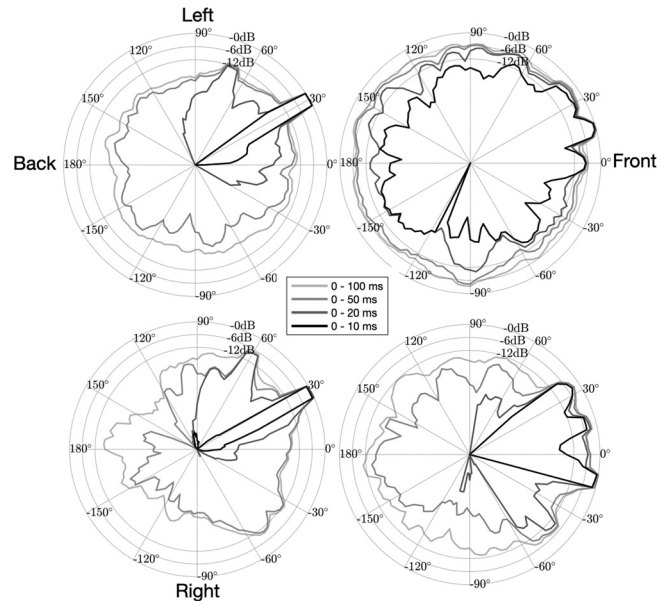 Left
90°
-0dB
-6dB
-12dB
60°
120°
30°
150°
Back
180°
0°
-150°
-30°
-120°
-60
-90°
90°
-0dB
-6dB
-12dB
60°
120°
30°
150°
180°
0°
Front
-150°
-30°
-120°
-60°
-90°
0 - 100 ms
0 - 50 ms
0 - 20 ms
0 - 10 ms
90°
-0dB
-6dB
-12dB
60°
120°
30°
150°
180°
0°
-150°
-30°
-120°
-60°
-90°
Right
90°
-0dB
-6dB
-12dB
60°
120°
30°
150°
180°
0°
-150°
-30°
-120°
-60°
-90°